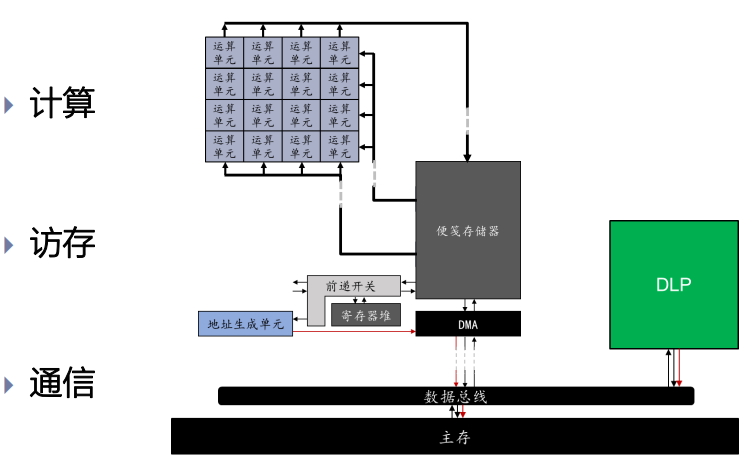 计算
访存
通信
运算 运算 运算 运算
单元 单元 单元 单元
运算 运算 运算 运算
单元 单元 单元 单元
运算 运算 运算 运算
单元 单元 单元 单元
运算 运算 运算 运算
单元 单元 单元 单元
便笺存储器
DLP
前递开关
寄存器堆
地址生成单元
DMA
数据总线
主存